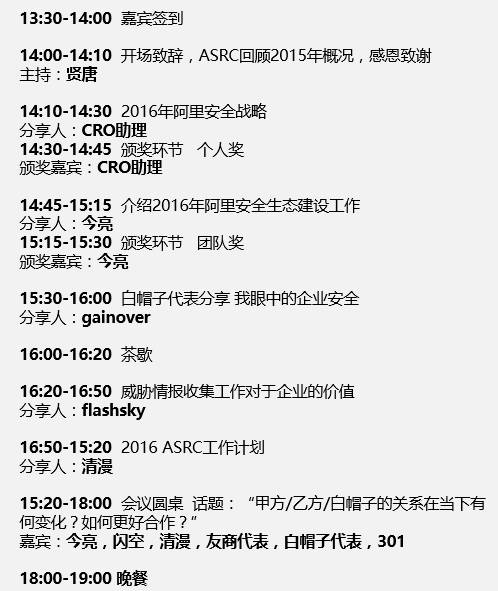 13:30-14:00 嘉宾签到
14:00-14:10 开场致辞，ASRC回顾2015年概况，感恩致谢
主持：贤唐
14:10-14:30 2016年阿里安全战略
分享人：CRO助理
14:30-14:45 颁奖环节 个人奖
颁奖嘉宾：CRO助理
14:45-15:15 介绍2016年阿里安全生态建设工作
分享人：今亮
15:15-15:30 颁奖环节 团队奖
颁奖嘉宾：今亮
15:30-16:00 白帽子代表分享 我眼中的企业安全
分享人：gainover
16:00-16:20 茶歇
16:20-16:50 威胁情报收集工作对于企业的价值
分享人：flashsky
16:50-15:20 2016 ASRC工作计划
分享人：清漫
15:20-18:00 会议圆桌 话题：“甲方/乙方/白帽子的关系在当下有
何变化？如何更好合作？”
嘉宾：今亮，闪空，清漫，友商代表，白帽子代表，301
18:00-19:00 晚餐